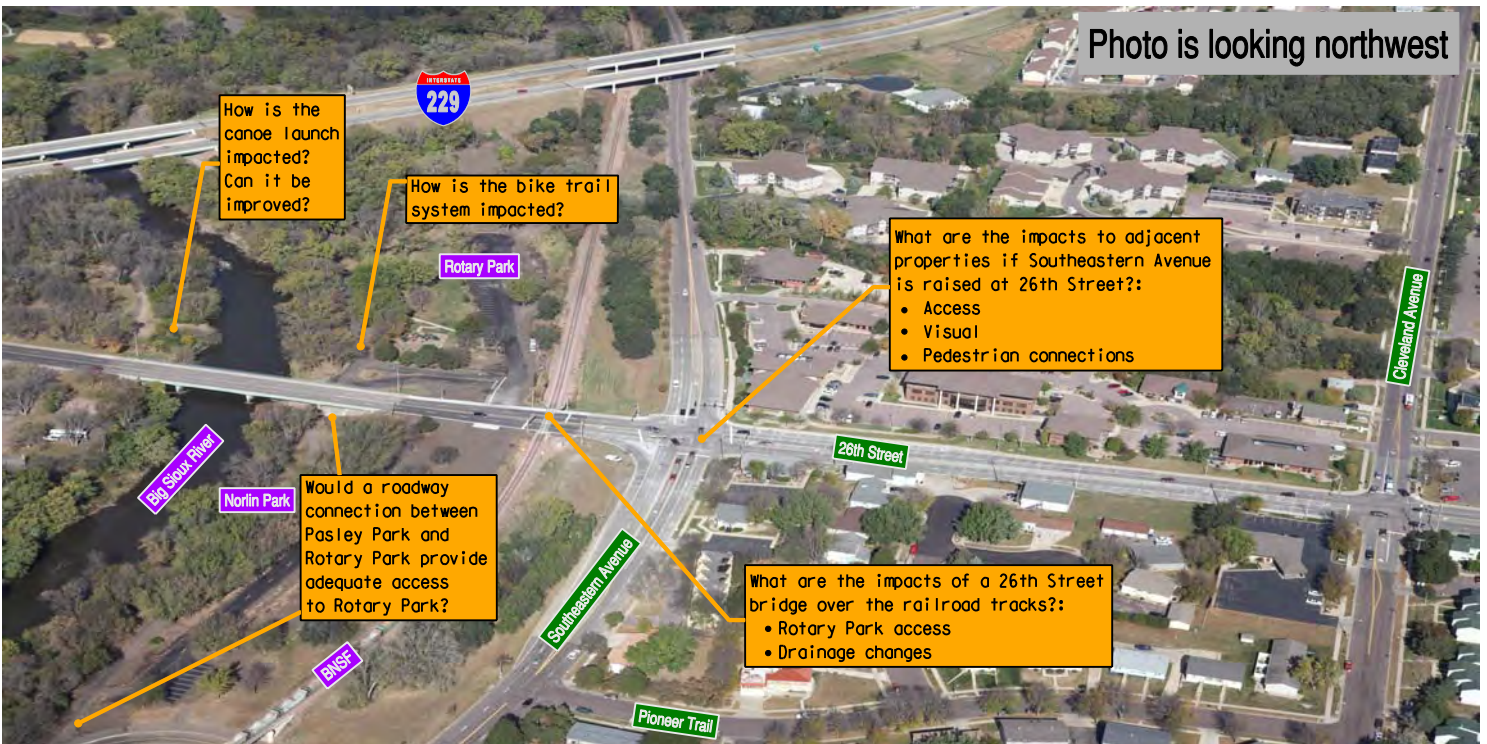 Photo is looking northwest
INTERSTATE
229
How is the
canoe launch
impacted?
Can it be
improved?
How is the bike trail
system impacted?
Rotary Park
What are the impacts to adjacent
properties if Southeastern Avenue
is raised at 26th Street?:
• Access
• Visual
• Pedestrian connections
Cleveland Avenue
26th Street
Big Sioux River
Norlin Park
Would a roadway
connection between
Pasley Park and
Rotary Park provide
adequate access
to Rotary Park?
Southeastern Avenue
What are the impacts of a 26th Street
bridge over the railroad tracks?:
• Rotary Park access
• Drainage changes
BNSF
Pioneer Trail